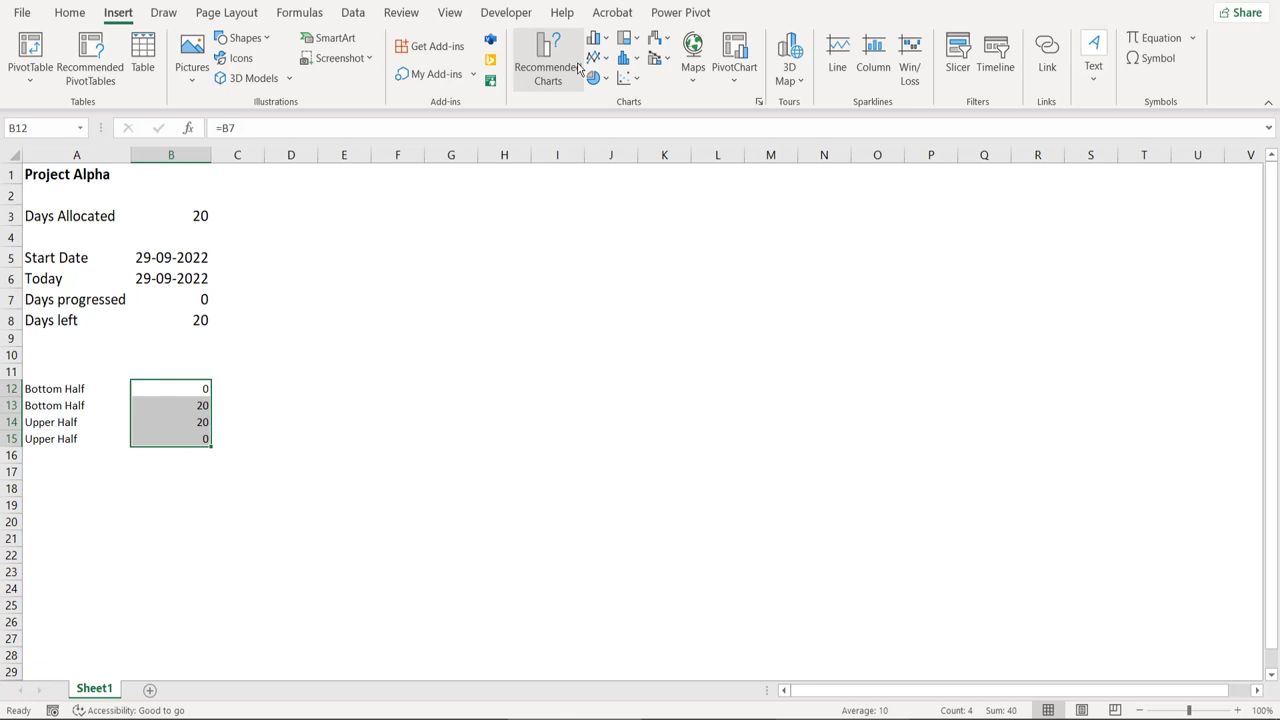 File Home Insert Draw Page Layout Formulas Data Review View Developer Help Acrobat Power Pivot Share
PivotTable Recommended PivotTables Table
Pictures Shapes Icons 3D Models SmartArt Screenshot
Get Add-ins My Add-ins
Recommended Charts Maps PivotChart
3D Map
Line Column Win/Loss
Slicer Timeline
Link
Text
Equation Symbol
Tables Illustrations Add-ins Charts Tours Sparklines Filters Links Symbols
B12 fx =B7
A B C D E F G H I J K L M N O P Q R S T U V
1 Project Alpha
2
3 Days Allocated 20
4
5 Start Date 29-09-2022
6 Today 29-09-2022
7 Days progressed 0
8 Days left 20
9
10
11
12 Bottom Half 0
13 Bottom Half 20
14 Upper Half 20
15 Upper Half 0
16
17
18
19
20
21
22
23
24
25
26
27
28
29
Sheet1
Ready Accessibility: Good to go Average: 10 Count: 4 Sum: 40 100%